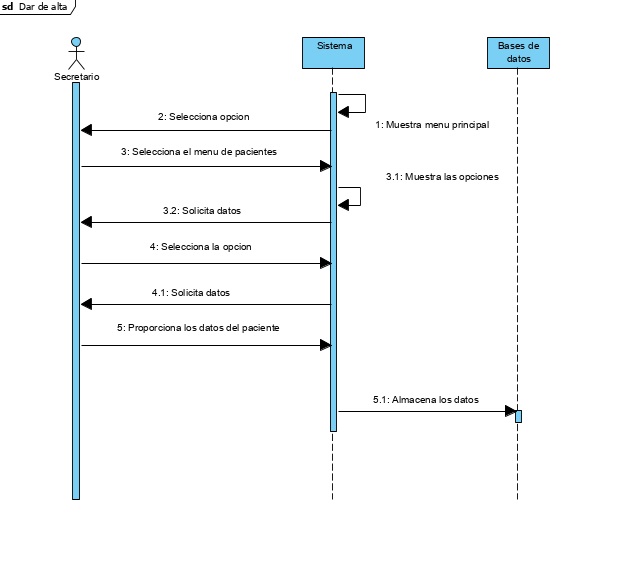 sd Dar de alta
Secretario
Sistema
Bases de
datos
1: Muestra menu principal
2: Selecciona opcion
3: Selecciona el menu de pacientes
3.1: Muestra las opciones
3.2: Solicita datos
4: Selecciona la opcion
4.1: Solicita datos
5: Proporciona los datos del paciente
5.1: Almacena los datos